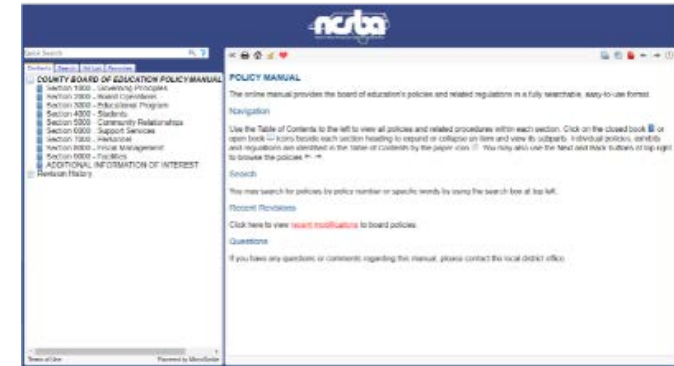 ncsba
Quick Search
Contents Search Hit List Favorites
COUNTY BOARD OF EDUCATION POLICY MANUAL
Section 1000 - Governing Principles
Section 2000 - Board Operations
Section 3000 - Educational Program
Section 4000 - Students
Section 5000 - Community Relationships
Section 6000 - Support Services
Section 7000 - Personnel
Section 8000 - Fiscal Management
Section 9000 - Facilities
ADDITIONAL INFORMATION OF INTEREST
Revision History
Terms of Use
Powered by MicroScribe
POLICY MANUAL
The online manual provides the board of education's policies and related regulations in a fully searchable, easy-to-use format.
Navigation
Use the Table of Contents to the left to view all policies and related procedures within each section. Click on the closed book or
open book icons beside each section heading to expand or collapse an item and view its subparts. Individual policies, exhibits
and regulations are identified in the Table of Contents by the paper icon You may also use the Next and Back buttons at top right
to browse the policies
Search
You may search for policies by policy number or specific words by using the search box at top left.
Recent Revisions
Click here to view recent modifications to board policies.
Questions
If you have any questions or comments regarding this manual, please contact the local district office.